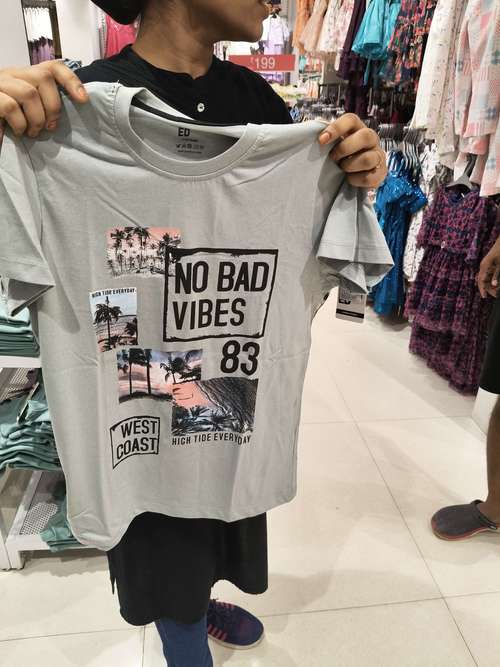 ₹199
ED
NO BAD
VIBES
83
HIGH TIDE EVERYDAY
WEST
COAST
HIGH TIDE EVERYDAY